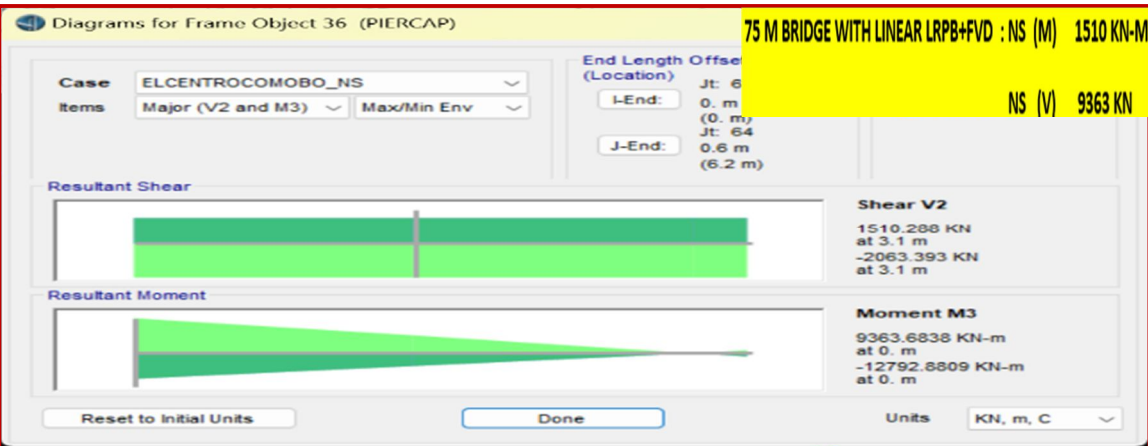 Diagrams for Frame Object 36 (PIERCAP)
75 M BRIDGE WITH LINEAR LRPB+FVD : NS (M) 1510 KN-M
NS (V) 9363 KN
Case ELCENTROCOMOBO_NS
Items Major (V2 and M3) Max/Min Env
End Length Offse
(Location)
I-End:
Jt: 6
0. m
(0. m)
J-End:
Jt: 64
0.6 m
(6.2 m)
Resultant Shear
Shear V2
1510.288 KN
at 3.1 m
-2063.393 KN
at 3.1 m
Resultant Moment
Moment M3
9363.6838 KN-m
at 0. m
-12792.8809 KN-m
at 0. m
Reset to Initial Units
Done
Units KN, m, C